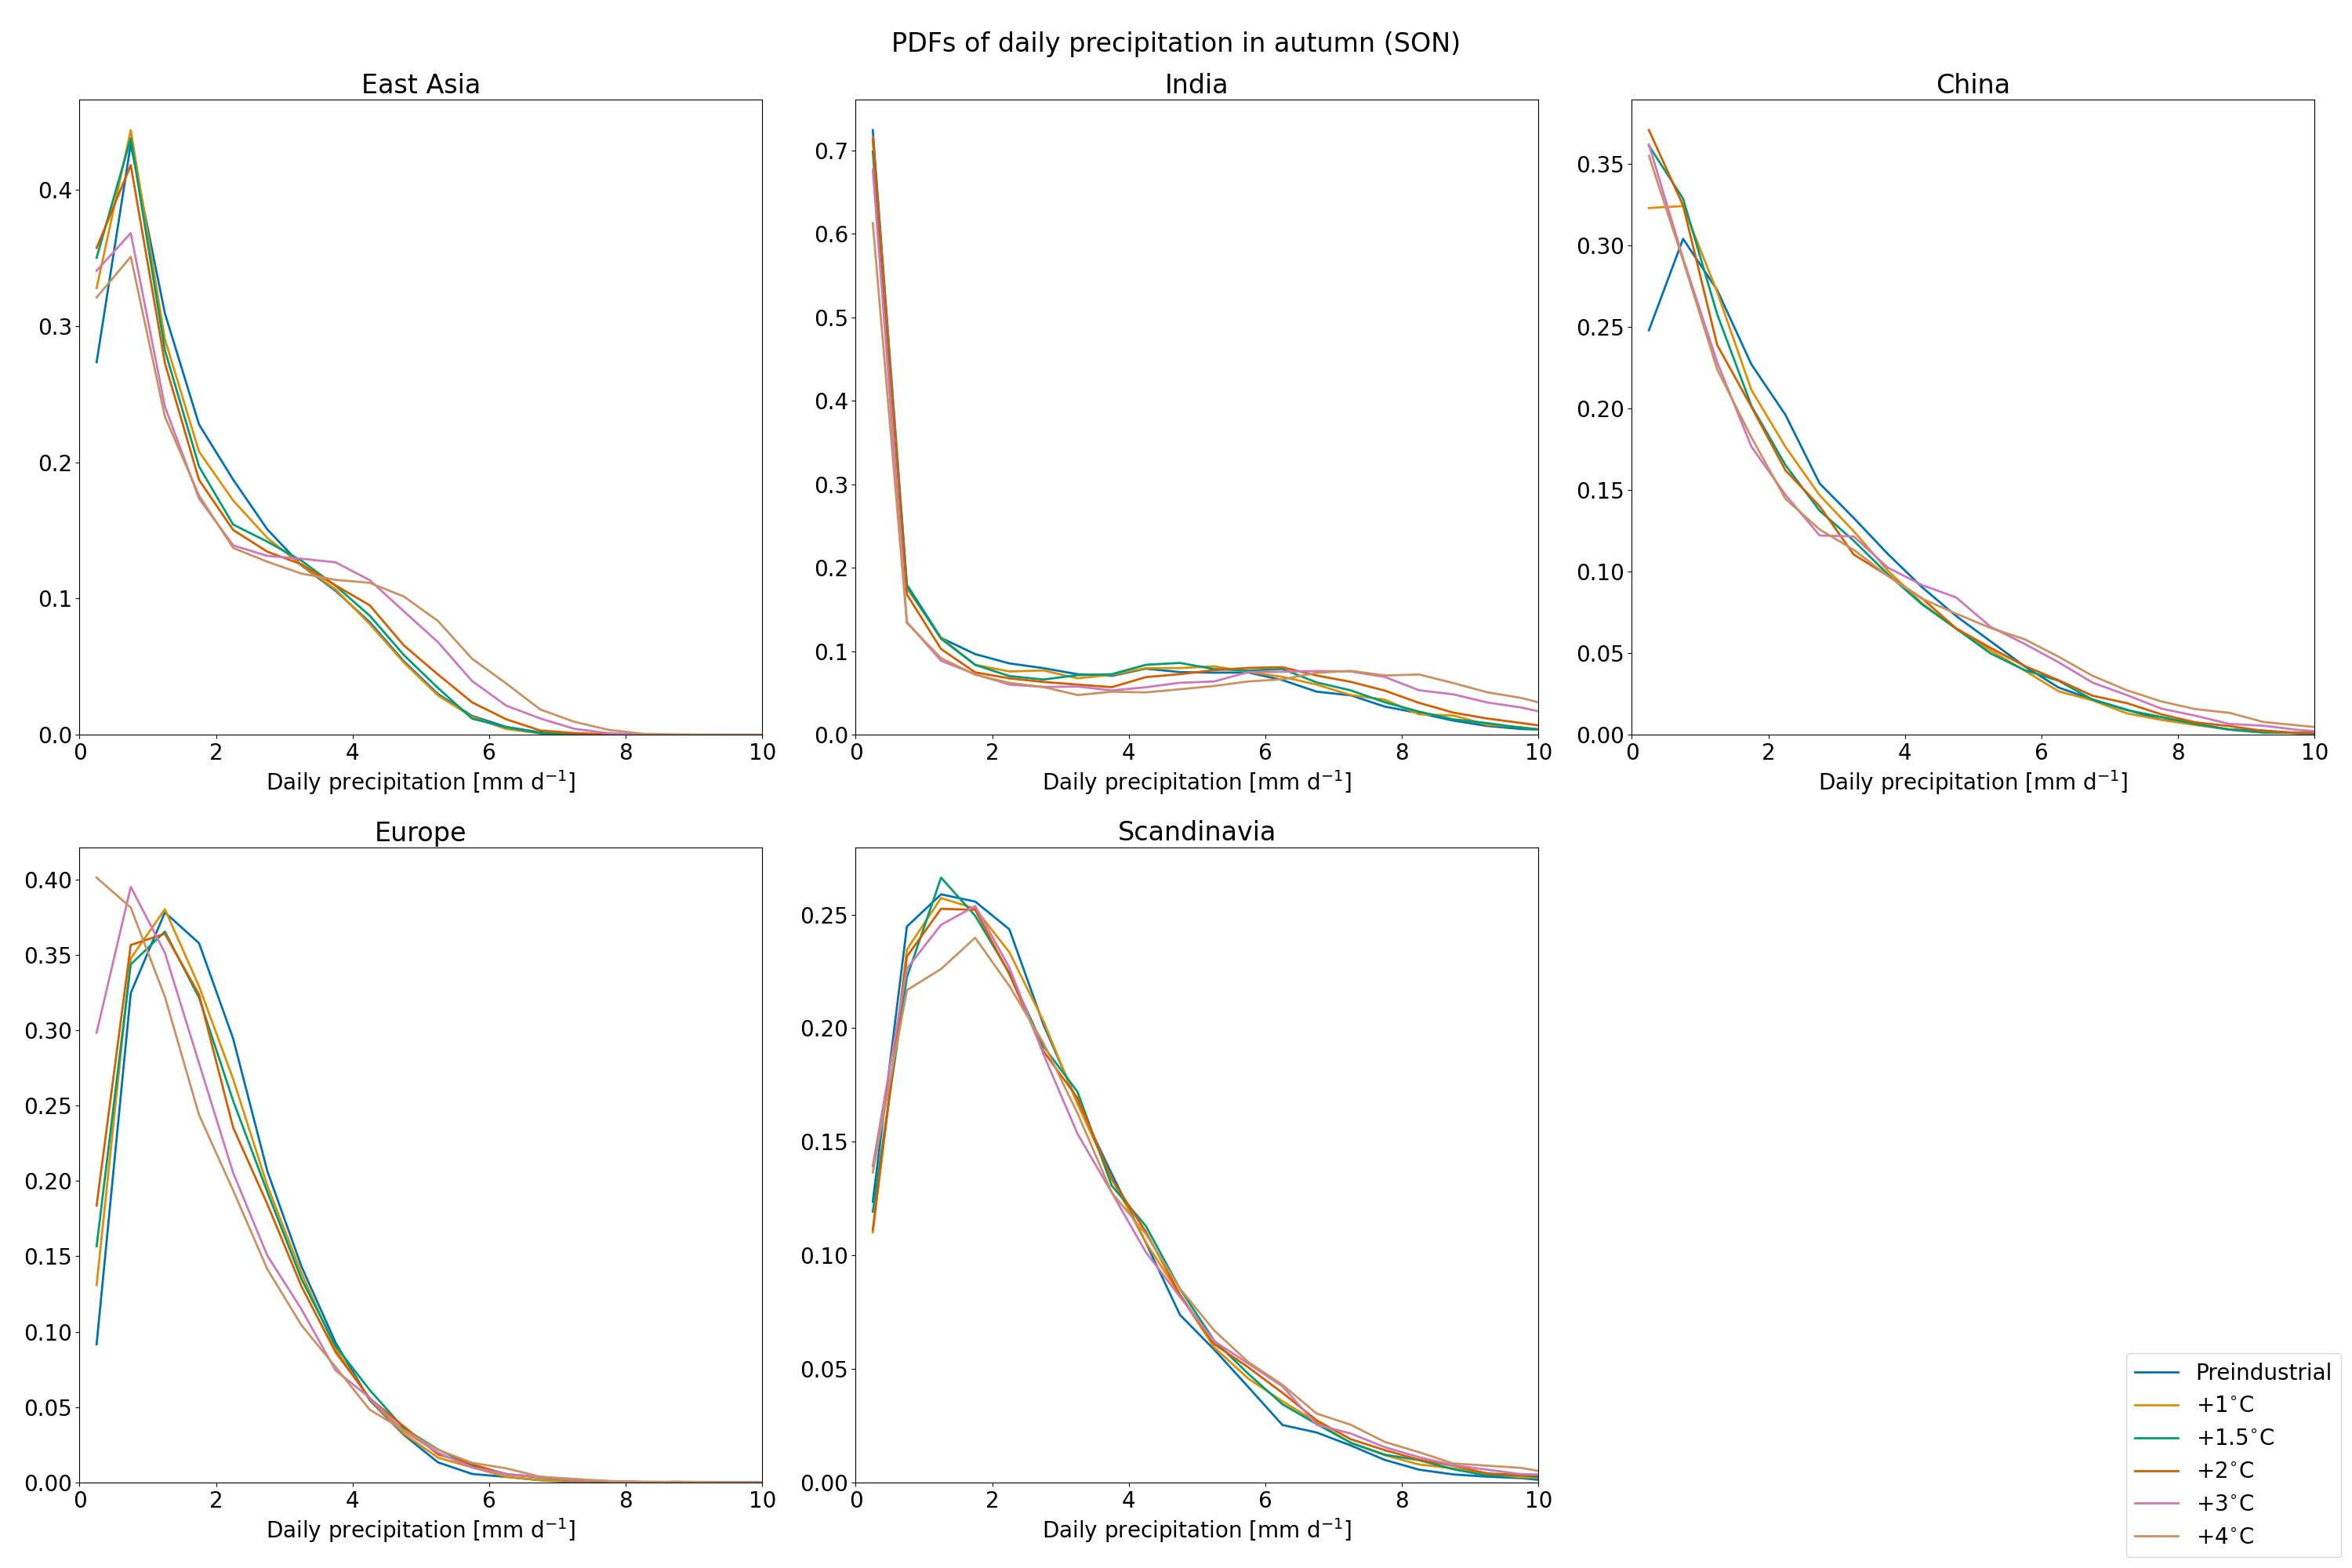 PDFs of daily precipitation in autumn (SON)
East Asia
0.4
0.3
0.2
0.1
0.0
0 2 4 6 8 10
Daily precipitation [mm d⁻¹]
India
0.7
0.6
0.5
0.4
0.3
0.2
0.1
0.0
0 2 4 6 8 10
Daily precipitation [mm d⁻¹]
China
0.35
0.30
0.25
0.20
0.15
0.10
0.05
0.00
0 2 4 6 8 10
Daily precipitation [mm d⁻¹]
Europe
0.40
0.35
0.30
0.25
0.20
0.15
0.10
0.05
0.00
0 2 4 6 8 10
Daily precipitation [mm d⁻¹]
Scandinavia
0.25
0.20
0.15
0.10
0.05
0.00
0 2 4 6 8 10
Daily precipitation [mm d⁻¹]
Preindustrial
+1°C
+1.5°C
+2°C
+3°C
+4°C